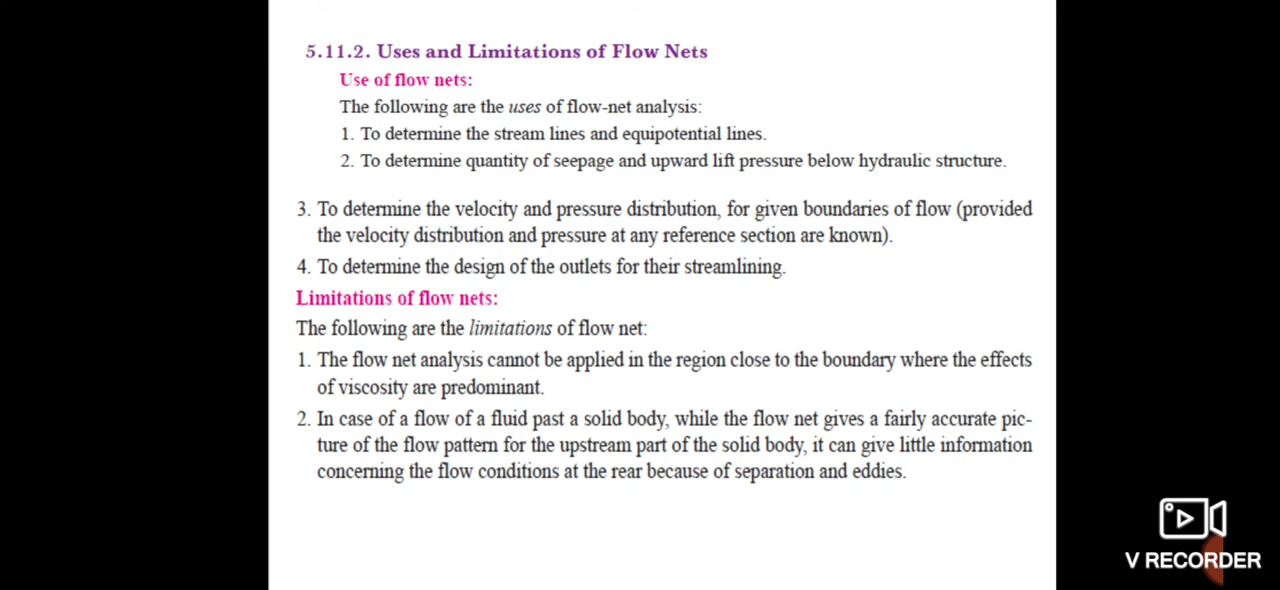 5.11.2. Uses and Limitations of Flow Nets
Use of flow nets:
The following are the uses of flow-net analysis:
1. To determine the stream lines and equipotential lines.
2. To determine quantity of seepage and upward lift pressure below hydraulic structure.
3. To determine the velocity and pressure distribution, for given boundaries of flow (provided
the velocity distribution and pressure at any reference section are known).
4. To determine the design of the outlets for their streamlining.
Limitations of flow nets:
The following are the limitations of flow net:
1. The flow net analysis cannot be applied in the region close to the boundary where the effects
of viscosity are predominant.
2. In case of a flow of a fluid past a solid body, while the flow net gives a fairly accurate pic-
ture of the flow pattern for the upstream part of the solid body, it can give little information
concerning the flow conditions at the rear because of separation and eddies.
V RECORDER